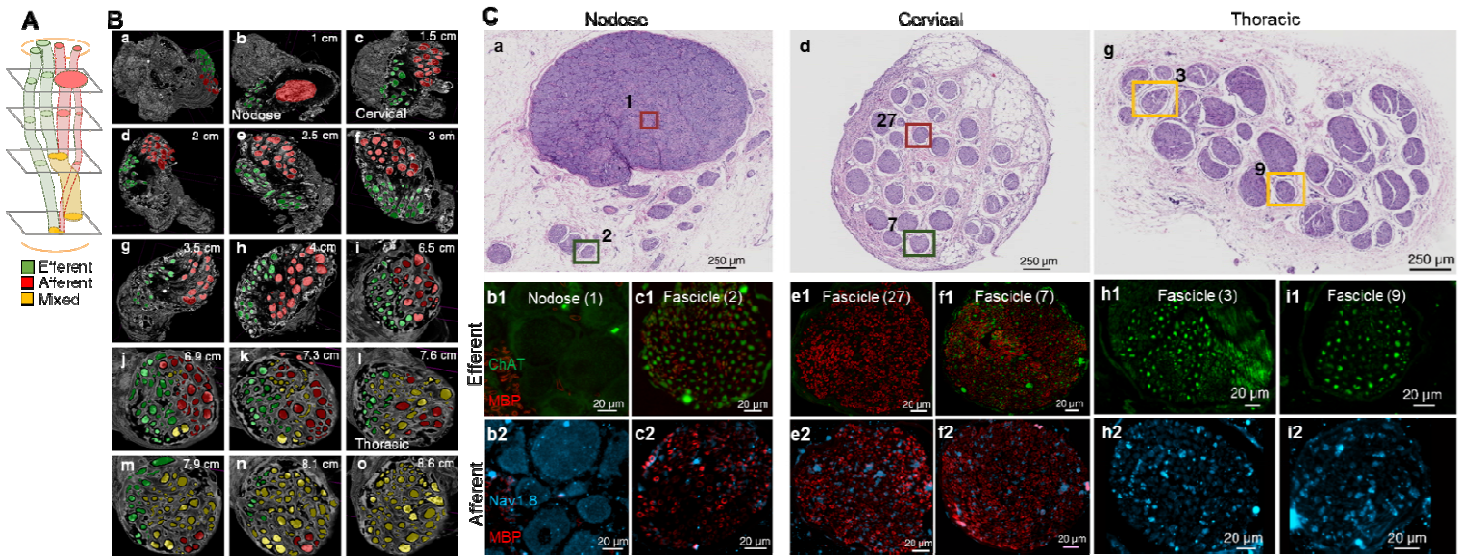 A
Efferent
Afferent
Mixed
B
a
b
1 cm
Nodose
c
1.5 cm
Cervical
d
2 cm
e
2.5 cm
f
3 cm
g
3.5 cm
h
4 cm
i
6.5 cm
j
6.9 cm
k
7.3 cm
l
7.6 cm
Thoracic
m
7.9 cm
n
8.1 cm
o
8.6 cm
C
Nodose
Cervical
Thoracic
a
1
2
250 µm
d
27
7
250 µm
g
3
9
250 µm
Efferent
b1
Nodose (1)
ChAT
MBP
20 µm
c1
Fascicle (2)
20 µm
e1
Fascicle (27)
20 µm
f1
Fascicle (7)
20 µm
h1
Fascicle (3)
20 µm
i1
Fascicle (9)
20 µm
Afferent
b2
Nav1.8
MBP
20 µm
c2
20 µm
e2
20 µm
f2
20 µm
h2
20 µm
i2
20 µm